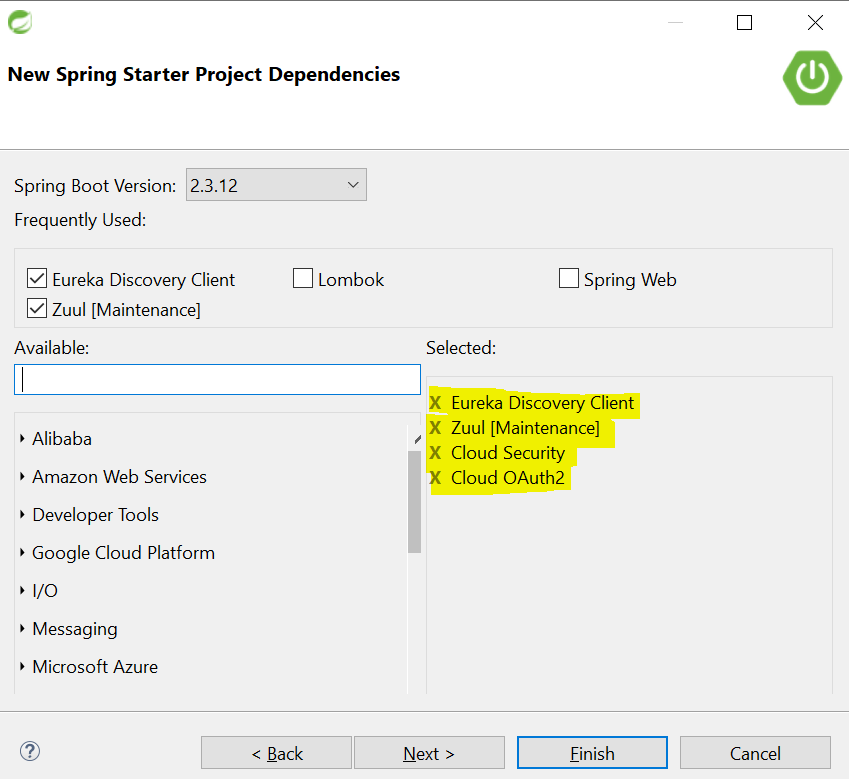 New Spring Starter Project Dependencies
Spring Boot Version: 2.3.12
Frequently Used:
Eureka Discovery Client Lombok Spring Web
Zuul [Maintenance]
Available:
Selected:
X Eureka Discovery Client
X Zuul [Maintenance]
X Cloud Security
X Cloud OAuth2
Alibaba
Amazon Web Services
Developer Tools
Google Cloud Platform
I/O
Messaging
Microsoft Azure
? < Back Next > Finish Cancel